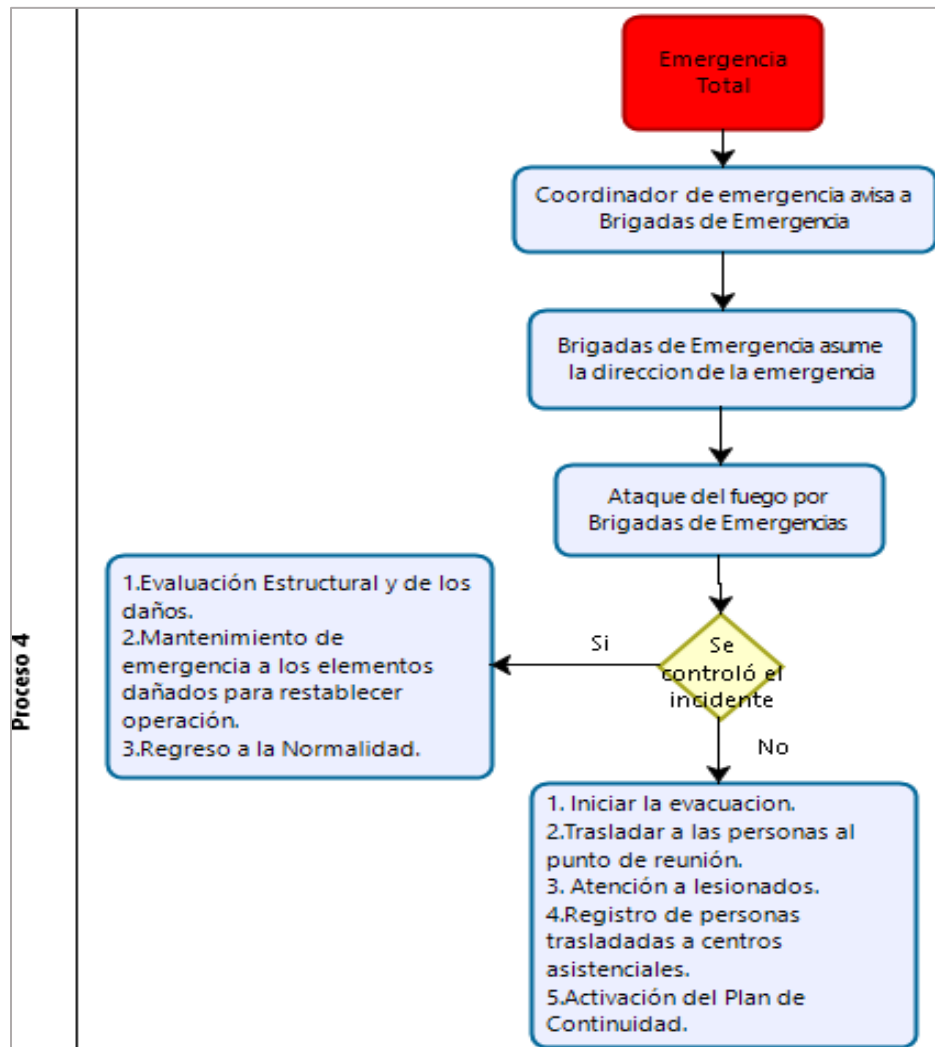 Emergencia
Total
Coordinador de emergencia avisa a
Brigadas de Emergencia
Brigadas de Emergencia asume
la direccion de la emergencia
Ataque del fuego por
Brigadas de Emergencias
Se
controló el
incidente
Si
No
1.Evaluación Estructural y de los
daños.
2.Mantenimiento de
emergencia a los elementos
dañados para restablecer
operación.
3.Regreso a la Normalidad.
1. Iniciar la evacuacion.
2.Trasladar a las personas al
punto de reunión.
3. Atención a lesionados.
4.Registro de personas
trasladadas a centros
asistenciales.
5.Activación del Plan de
Continuidad.
Proceso 4